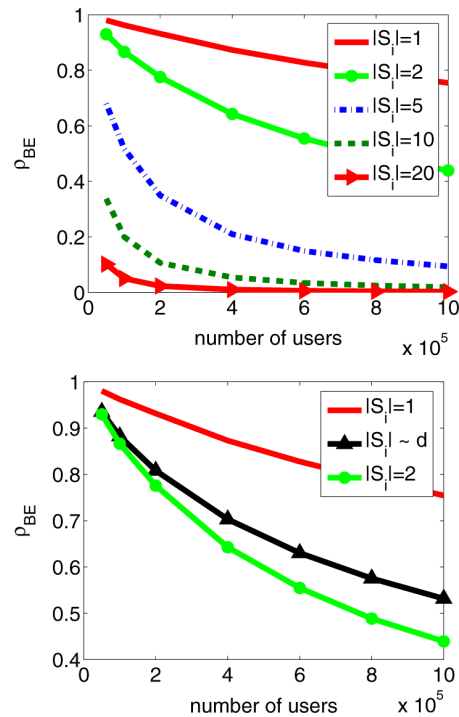 1
0.8
0.6
0.4
0.2
0
ρBE
|Si|=1
|Si|=2
|Si|=5
|Si|=10
|Si|=20
0 2 4 6 8 10
number of users
x 10^5
1
0.9
0.8
0.7
0.6
0.5
0.4
ρBE
|Si|=1
|Si| ~ d
|Si|=2
0 2 4 6 8 10
number of users
x 10^5